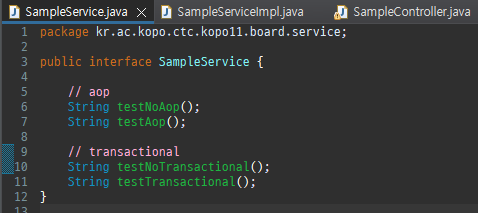 SampleService.java SampleServiceImpl.java SampleController.java
1 package kr.ac.kopo.ctc.kopo11.board.service;
2
3 public interface SampleService {
4
5 // aop
6 String testNoAop();
7 String testAop();
8
9 // transactional
10 String testNoTransactional();
11 String testTransactional();
12 }
13